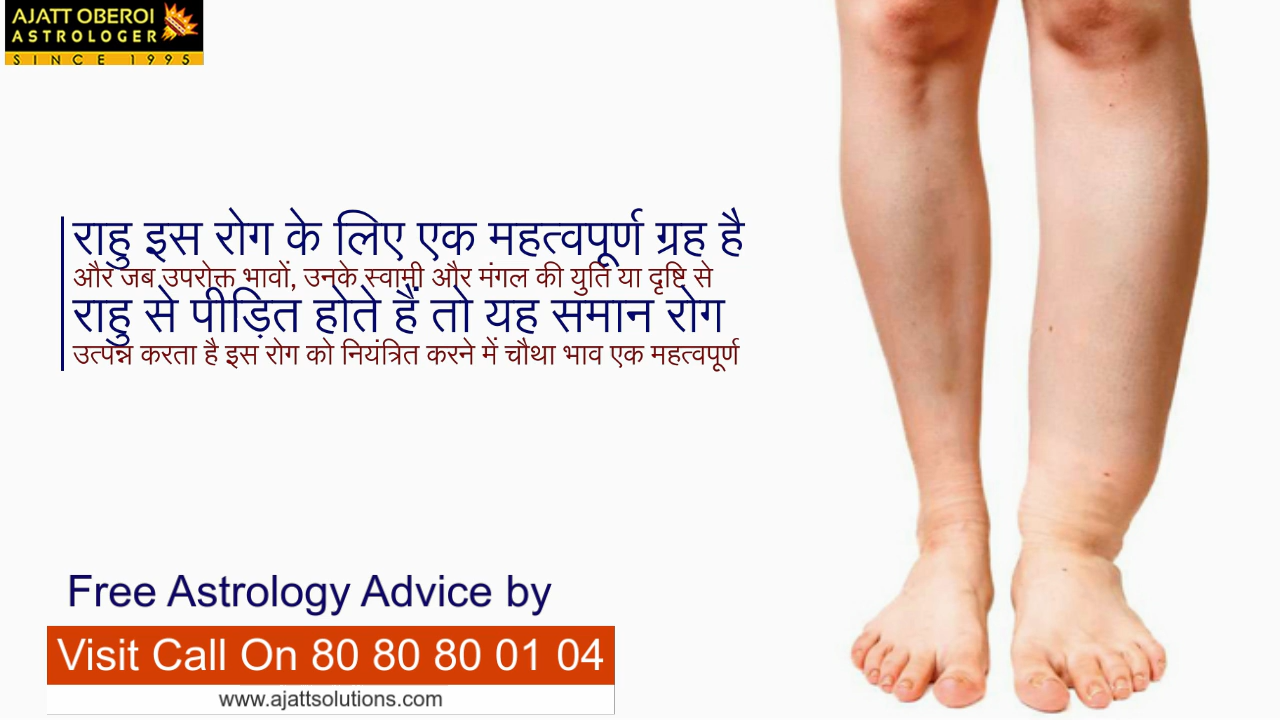 AJATT OBEROI
ASTROLOGER
SINCE 1995
राहु इस रोग के लिए एक महत्वपूर्ण ग्रह है
और जब उपरोक्त भावों, उनके स्वामी और मंगल की युति या दृष्टि से
राहु से पीड़ित होते हैं तो यह समान रोग
उत्पन्न करता है इस रोग को नियंत्रित करने में चौथा भाव एक महत्वपूर्ण
Free Astrology Advice by
Visit Call On 80 80 80 01 04
www.ajattsolutions.com